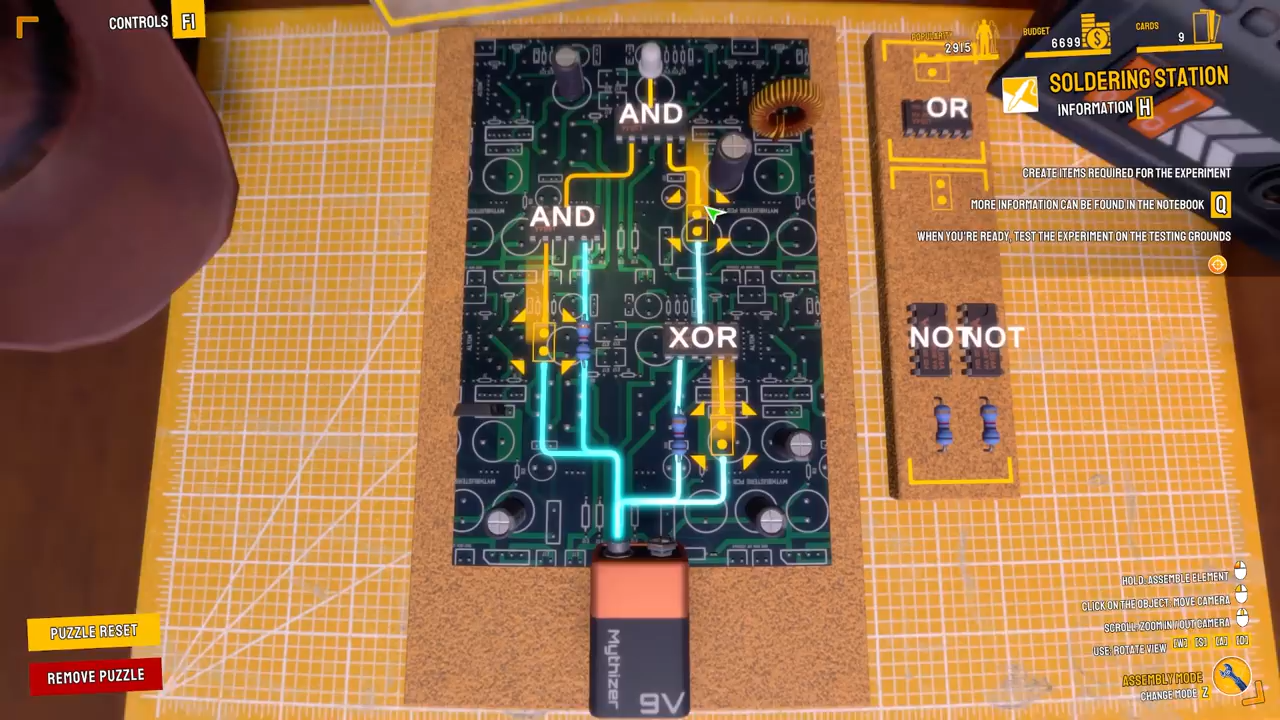 CONTROLS F1
POPULARITY
2915
BUDGET
6699
CARDS
9
SOLDERING STATION
INFORMATION H
CREATE ITEMS REQUIRED FOR THE EXPERIMENT
MORE INFORMATION CAN BE FOUND IN THE NOTEBOOK Q
WHEN YOU'RE READY, TEST THE EXPERIMENT ON THE TESTING GROUNDS
AND
OR
AND
XOR
NOT
NOT
Mythizer
V6
PUZZLE RESET
REMOVE PUZZLE
HOLD: ASSEMBLE ELEMENT
CLICK ON THE OBJECT: MOVE CAMERA
SCROLL: ZOOM IN/OUT CAMERA
USE: ROTATE VIEW [W] [S] [A] [D]
ASSEMBLY MODE
CHANGE MODE Z